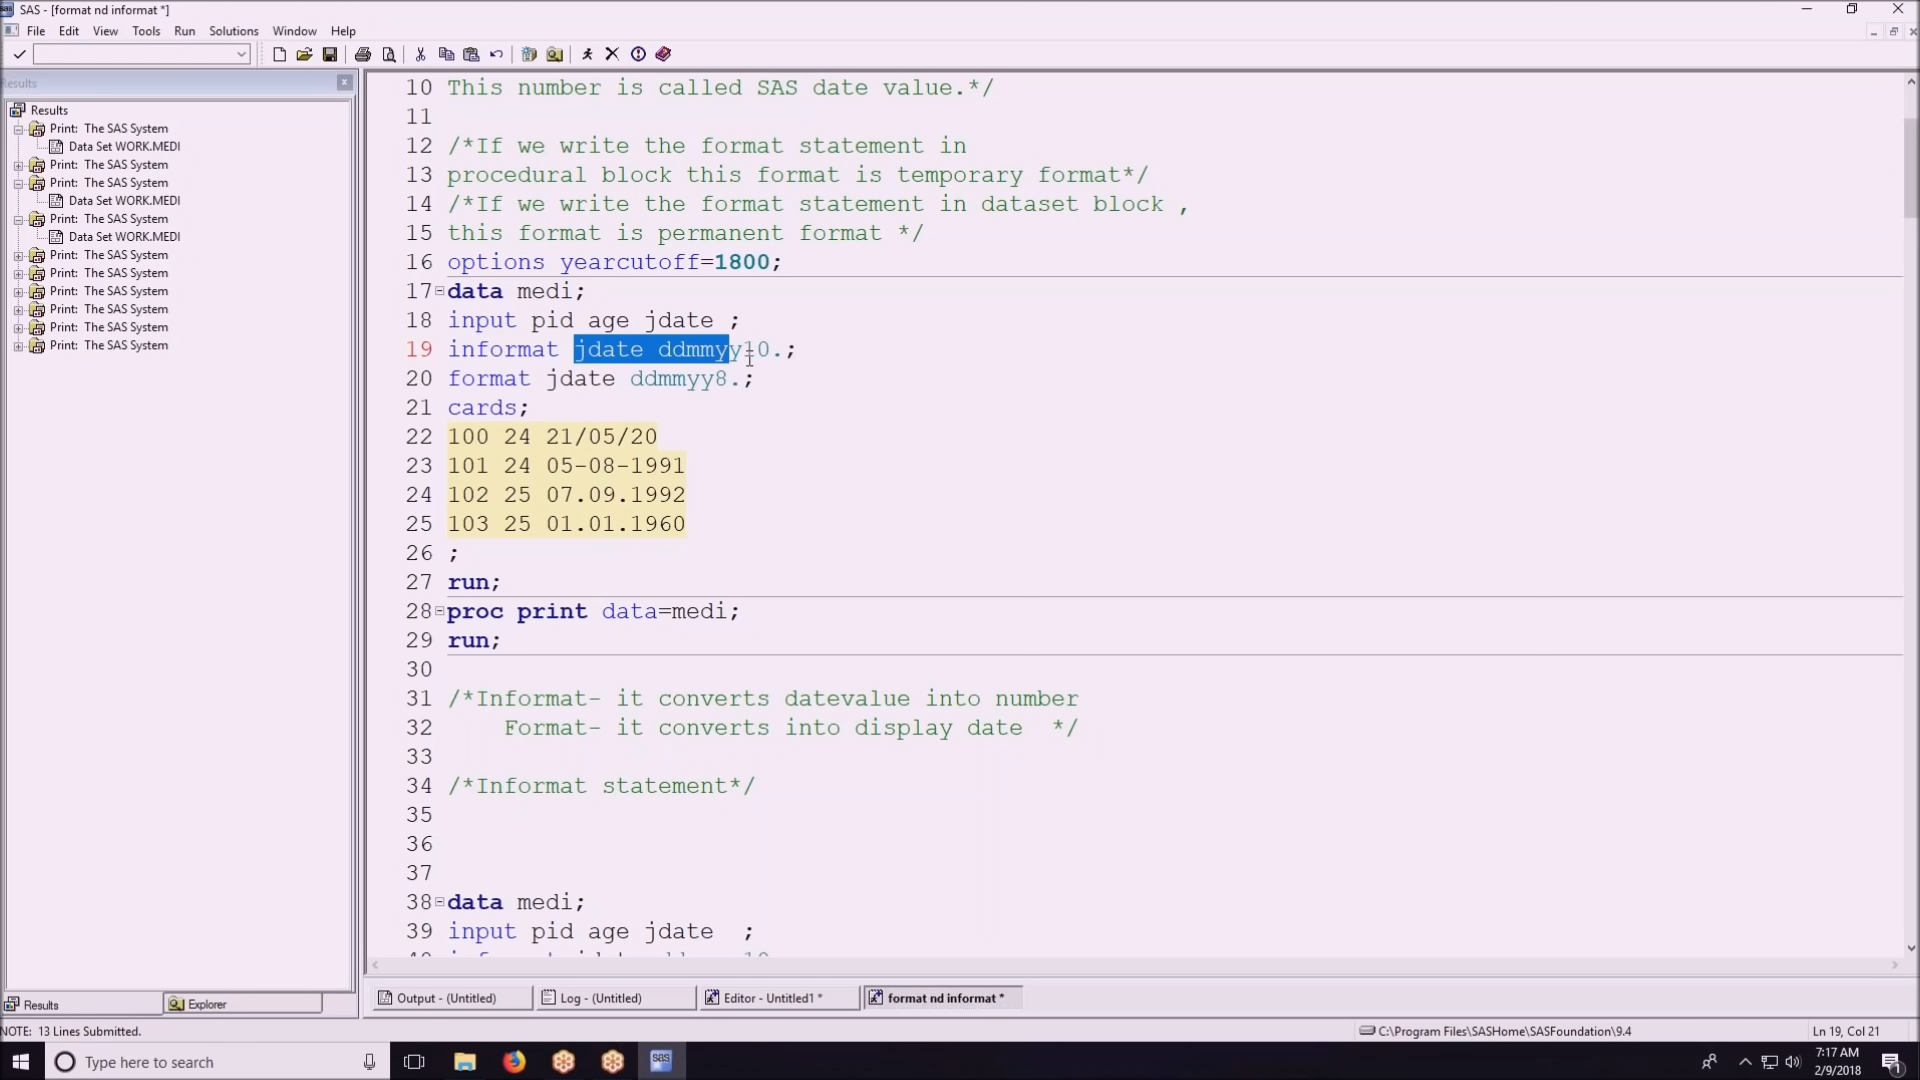 SAS - [format nd informat *]
File Edit View Tools Run Solutions Window Help
Results
Results
Print: The SAS System
Data Set WORK.MEDI
Print: The SAS System
Print: The SAS System
Data Set WORK.MEDI
Print: The SAS System
Data Set WORK.MEDI
Print: The SAS System
Print: The SAS System
Print: The SAS System
Print: The SAS System
Print: The SAS System
Print: The SAS System
10 This number is called SAS date value.*/
11
12 /*If we write the format statement in
13 procedural block this format is temporary format*/
14 /*If we write the format statement in dataset block ,
15 this format is permanent format */
16 options yearcutoff=1800;
17 data medi;
18 input pid age jdate ;
19 informat jdate ddmmyy10.;
20 format jdate ddmmyy8.;
21 cards;
22 100 24 21/05/20
23 101 24 05-08-1991
24 102 25 07.09.1992
25 103 25 01.01.1960
26 ;
27 run;
28 proc print data=medi;
29 run;
30
31 /*Informat- it converts datevalue into number
32 Format- it converts into display date */
33
34 /*Informat statement*/
35
36
37
38 data medi;
39 input pid age jdate ;
Results Explorer
Output - (Untitled) Log - (Untitled) Editor - Untitled1 * format nd informat *
NOTE: 13 Lines Submitted.
C:\Program Files\SASHome\SASFoundation\9.4
Ln 19, Col 21
Type here to search
sas
7:17 AM
2/9/2018
1